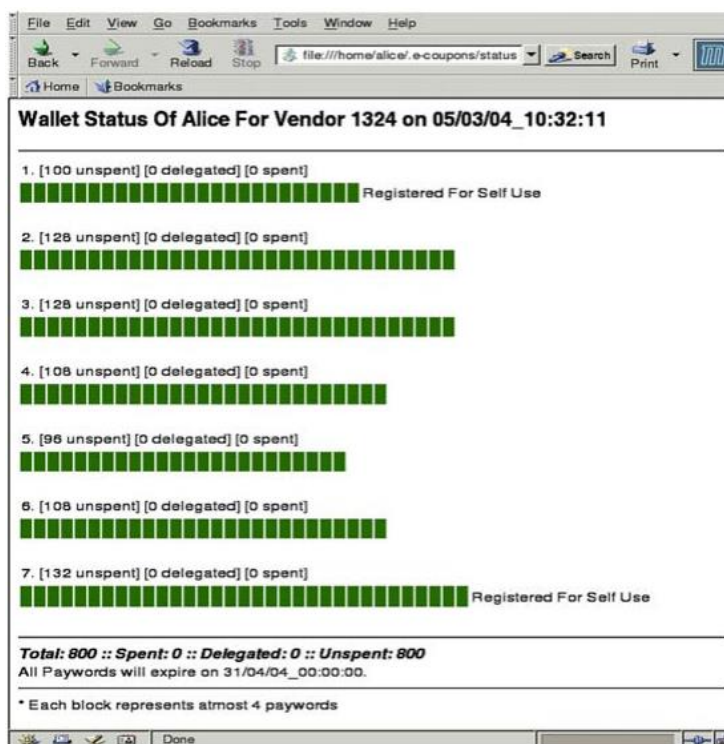 File Edit View Go Bookmarks Tools Window Help
Back Forward Reload Stop file:///home/alice/.e-coupons/status Search Print
Home Bookmarks
Wallet Status Of Alice For Vendor 1324 on 05/03/04_10:32:11
1. [100 unspent] [0 delegated] [0 spent]
Registered For Self Use
2. [128 unspent] [0 delegated] [0 spent]
3. [128 unspent] [0 delegated] [0 spent]
4. [108 unspent] [0 delegated] [0 spent]
5. [96 unspent] [0 delegated] [0 spent]
6. [108 unspent] [0 delegated] [0 spent]
7. [132 unspent] [0 delegated] [0 spent]
Registered For Self Use
Total: 800 :: Spent: 0 :: Delegated: 0 :: Unspent: 800
All Paywords will expire on 31/04/04_00:00:00.
* Each block represents atmost 4 paywords
Done